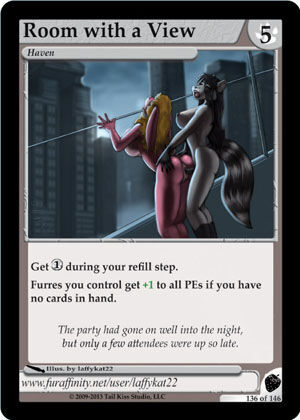 Room with a View
5
Haven
Get 1 during your refill step.
Furres you control get +1 to all PEs if you have
no cards in hand.
The party had gone on well into the night,
but only a few attendees were up so late.
Illus. by laffykat22
www.furaffinity.net/user/laffykat22
© 2009-2013 Tail Kiss Studio, LLC
136 of 146